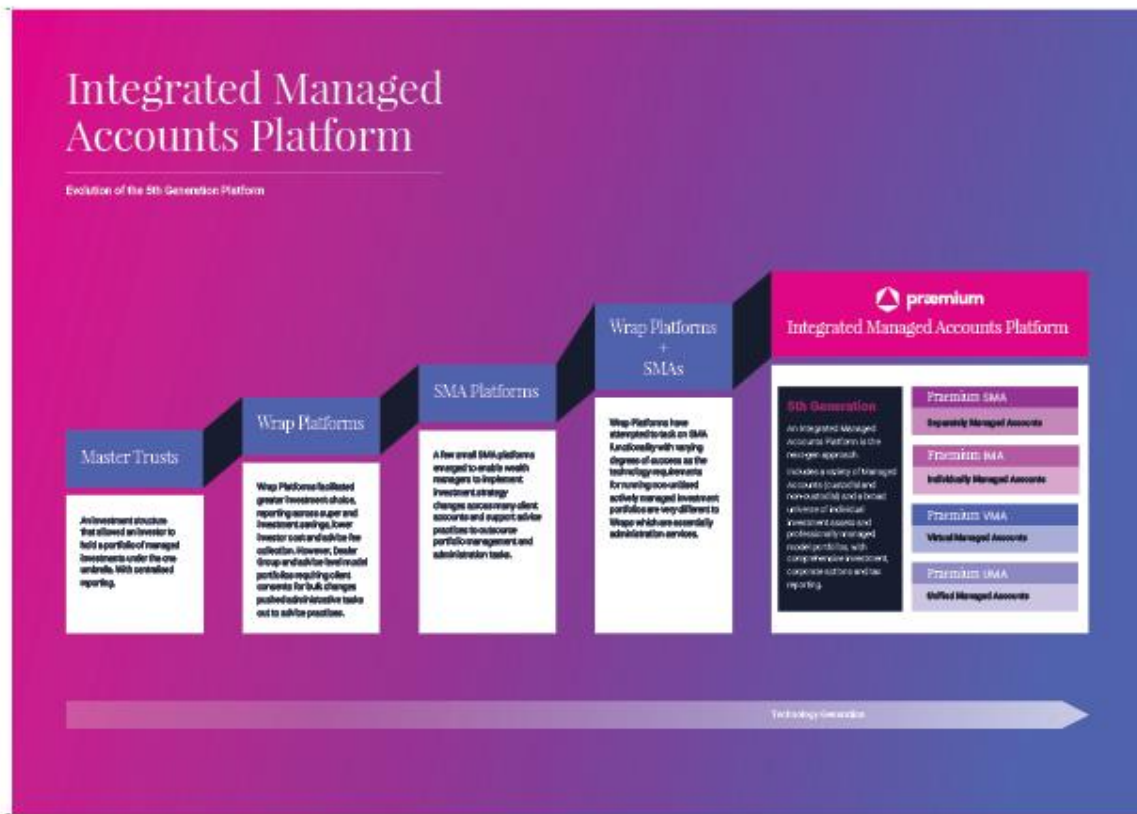 Integrated Managed
Accounts Platform
Evolution of the 5th Generation Platform
Master Trusts
An investment structure
that allowed an investor to
hold a portfolio of managed
investments under the one
umbrella. With centralised
reporting.
Wrap Platforms
Wrap Platforms facilitated
greater investment choice,
reporting across super and
investment savings, lower
investor cost and advice fee
collection. However, Dealer
Group and advice level model
portfolios requiring client
consents for bulk changes
pushed administrative tasks
out to advice practices.
SMA Platforms
A few small SMA platforms
emerged to enable wealth
managers to implement
investment strategy
changes across many client
accounts and support advice
practices to outsource
portfolio management and
administration tasks.
Wrap Platforms
+
SMAs
Wrap Platforms have
attempted to tack on SMA
functionality with varying
degrees of success as the
technology requirements
for running non-unitised
actively managed investment
portfolios are very different to
Wraps which are essentially
administration services.
præmium
Integrated Managed Accounts Platform
5th Generation
An Integrated Managed
Accounts Platform is the
next-gen approach.
Includes a variety of Managed
Accounts (custodial and
non-custodial) and a broad
universe of individual
investment assets and
professionally managed
model portfolios, with
comprehensive investment,
corporate actions and tax
reporting.
Præmium SMA
Separately Managed Accounts
Præmium IMA
Individually Managed Accounts
Præmium VMA
Virtual Managed Accounts
Præmium UMA
Unified Managed Accounts
Technology Generation